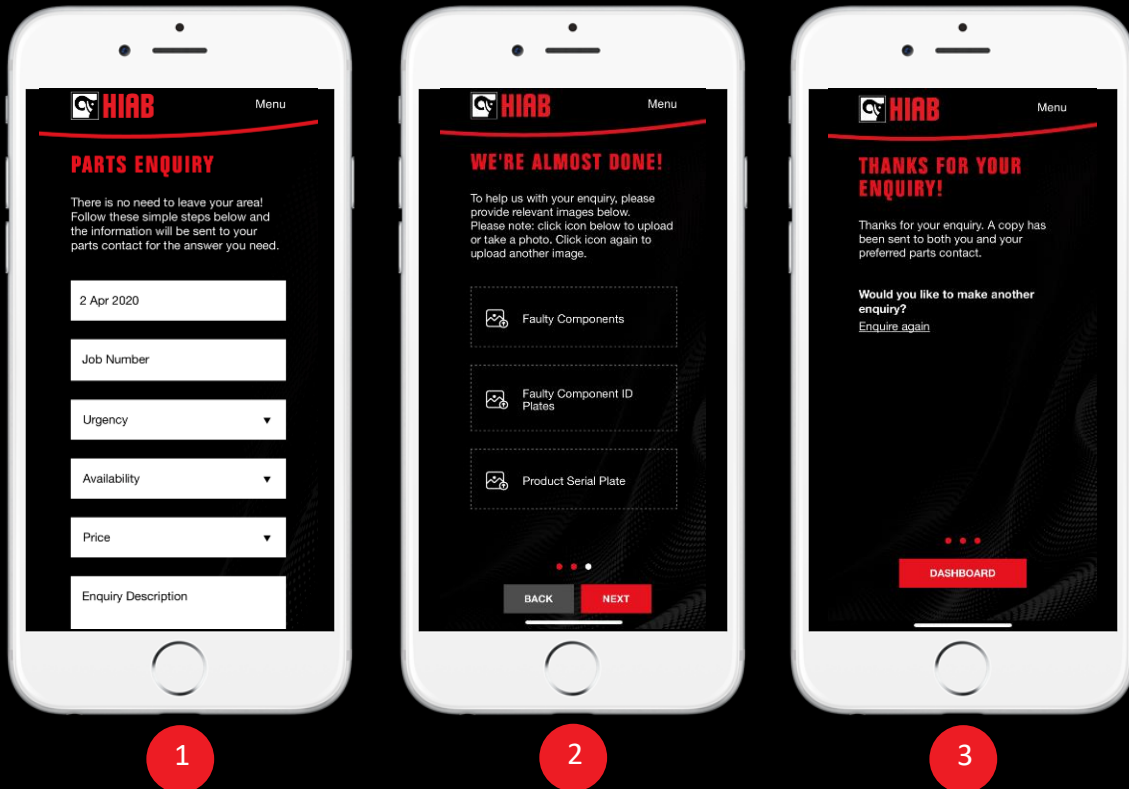 HIAB
Menu
PARTS ENQUIRY
There is no need to leave your area!
Follow these simple steps below and
the information will be sent to your
parts contact for the answer you need.
2 Apr 2020
Job Number
Urgency
Availability
Price
Enquiry Description
1
HIAB
Menu
WE'RE ALMOST DONE!
To help us with your enquiry, please
provide relevant images below.
Please note: click icon below to upload
or take a photo. Click icon again to
upload another image.
Faulty Components
Faulty Component ID
Plates
Product Serial Plate
BACK
NEXT
2
HIAB
Menu
THANKS FOR YOUR
ENQUIRY!
Thanks for your enquiry. A copy has
been sent to both you and your
preferred parts contact.
Would you like to make another
enquiry?
Enquire again
DASHBOARD
3